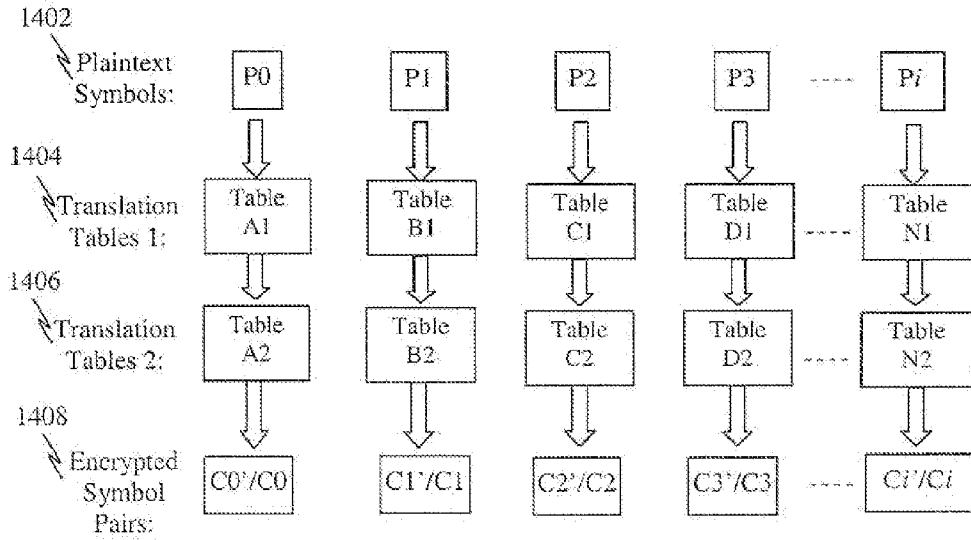 1402
Plaintext
Symbols:
P0
P1
P2
P3
Pi
1404
Translation
Tables 1:
Table
A1
Table
B1
Table
C1
Table
D1
Table
N1
1406
Translation
Tables 2:
Table
A2
Table
B2
Table
C2
Table
D2
Table
N2
1408
Encrypted
Symbol
Pairs:
C0'/C0
C1'/C1
C2'/C2
C3'/C3
Ci'/Ci